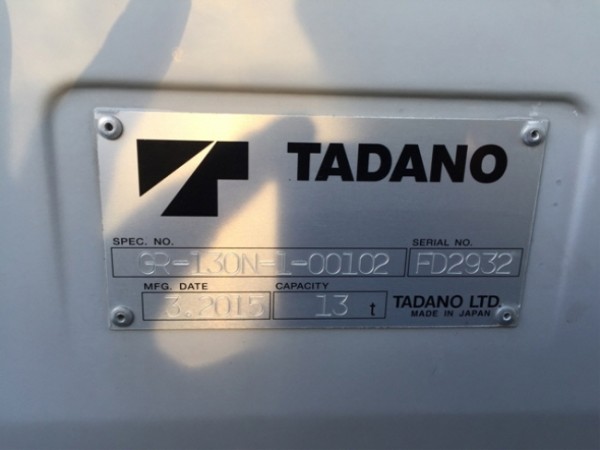 TADANO
SPEC. NO. SERIAL NO.
GR-130N-1-00102 FD2932
MFG. DATE CAPACITY
3.2015 13 t TADANO LTD.
MADE IN JAPAN